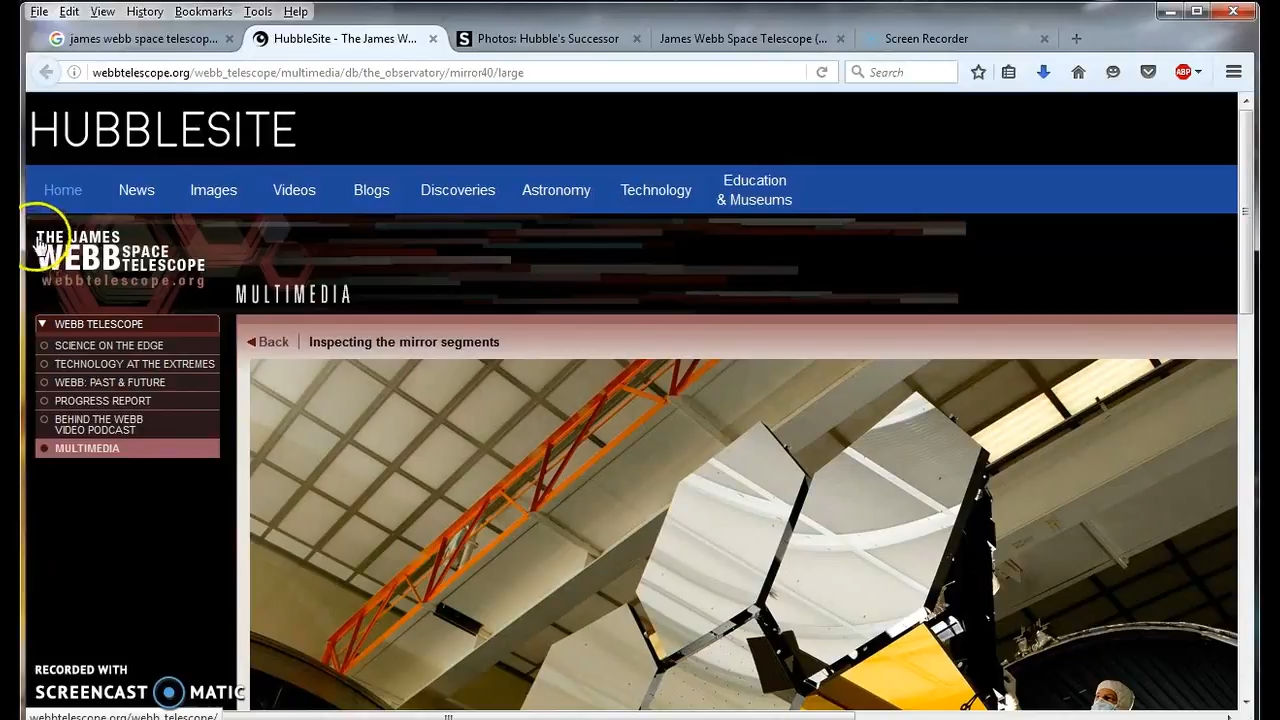 File Edit View History Bookmarks Tools Help
james webb space telescop...
HubbleSite - The James W...
S Photos: Hubble's Successor
James Webb Space Telescope (...
Screen Recorder
webbtelescope.org/webb_telescope/multimedia/db/the_observatory/mirror40/large
Search
ABP
HUBBLESITE
Home News Images Videos Blogs Discoveries Astronomy Technology Education
& Museums
THE JAMES
WEBB SPACE
TELESCOPE
webbtelescope.org
MULTIMEDIA
WEBB TELESCOPE
SCIENCE ON THE EDGE
TECHNOLOGY AT THE EXTREMES
WEBB: PAST & FUTURE
PROGRESS REPORT
BEHIND THE WEBB
VIDEO PODCAST
MULTIMEDIA
Back Inspecting the mirror segments
RECORDED WITH
SCREENCAST MATIC
webbtelescope.org/webb_telescope/